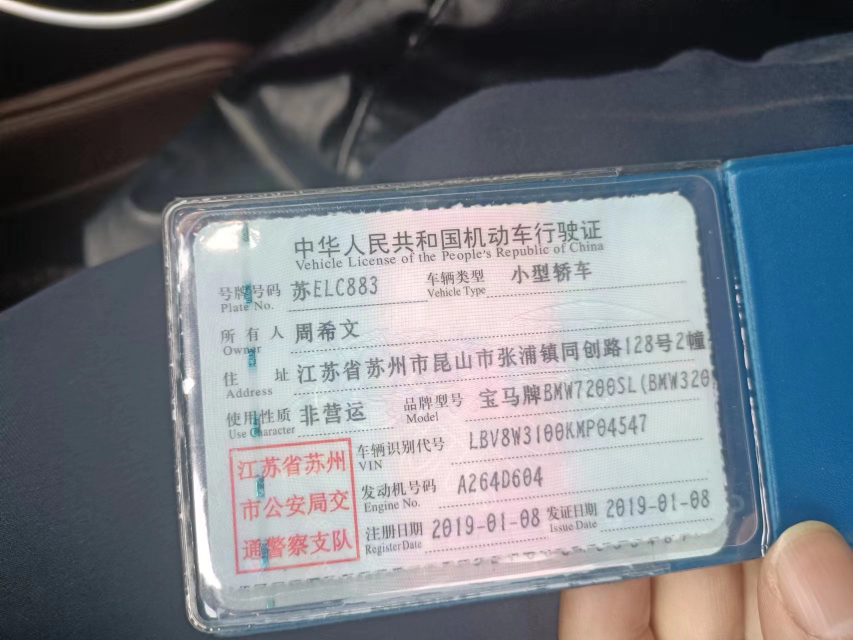 中华人民共和国机动车行驶证
Vehicle License of the People's Republic of China
号牌号码 苏ELC883 车辆类型 小型轿车
Plate No. Vehicle Type
所有人 周希文
Owner
住址 江苏省苏州市昆山市张浦镇同创路128号2幢
Address
使用性质 非营运 品牌型号 宝马牌BMW7200SL(BMW320
Use Character Model
车辆识别代号 LBV8W3100KMP04547
VIN
发动机号码 A264D604
Engine No.
注册日期 2019-01-08 发证日期 2019-01-08
Register Date Issue Date
江苏省苏州
市公安局交
通警察支队